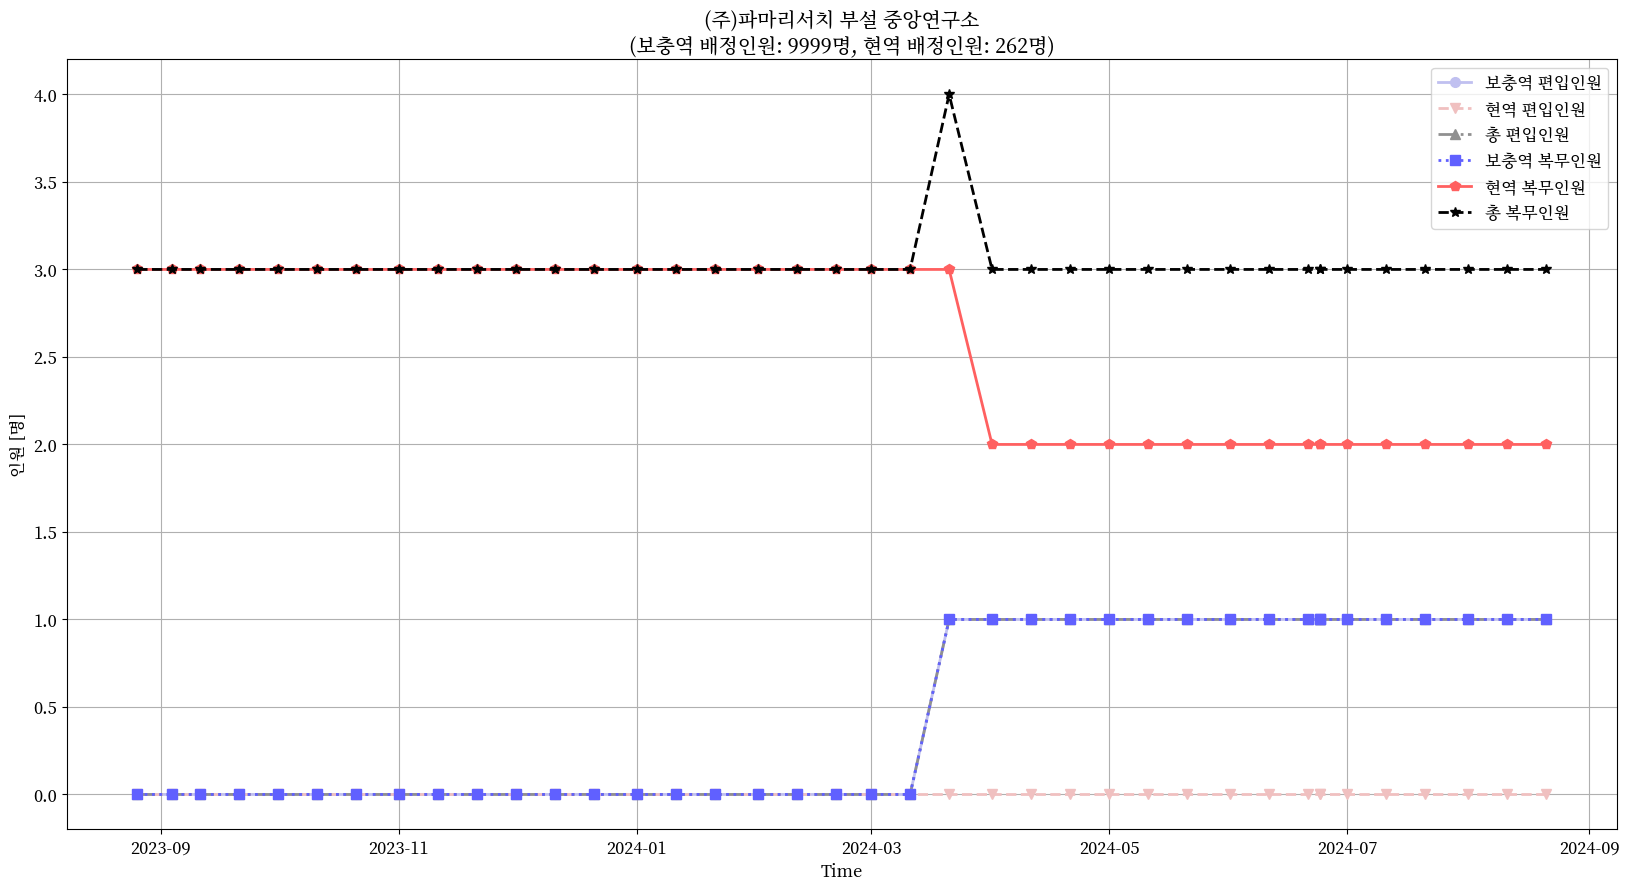 (주)파마리서치 부설 중앙연구소
(보충역 배정인원: 9999명, 현역 배정인원: 262명)
보충역 편입인원
현역 편입인원
총 편입인원
보충역 복무인원
현역 복무인원
총 복무인원
인원 [명]
4.0
3.5
3.0
2.5
2.0
1.5
1.0
0.5
0.0
2023-09
2023-11
2024-01
2024-03
2024-05
2024-07
2024-09
Time